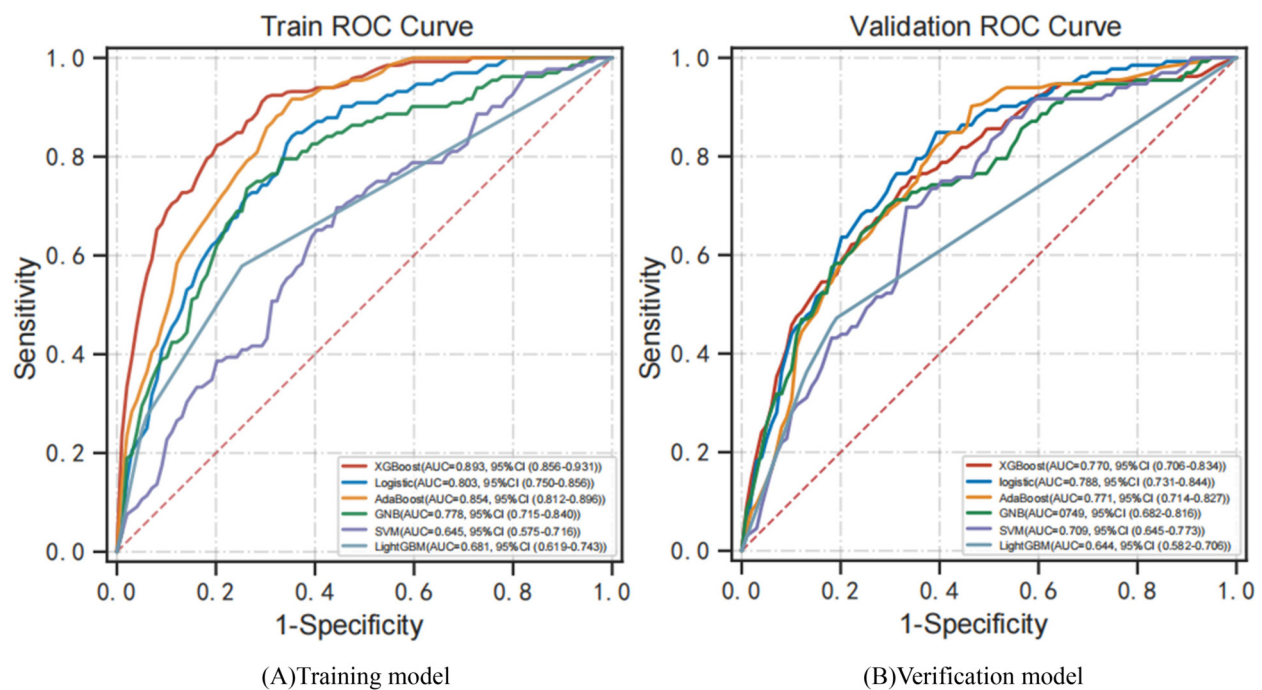 Train ROC Curve
Sensitivity
1.0
0.8
0.6
0.4
0.2
0.0
XGBoost(AUC=0.893, 95%CI (0.856-0.931))
Logistic(AUC=0.803, 95%CI (0.750-0.856))
AdaBoost(AUC=0.854, 95%CI (0.812-0.896))
GNB(AUC=0.778, 95%CI (0.715-0.840))
SVM(AUC=0.645, 95%CI (0.575-0.716))
LightGBM(AUC=0.681, 95%CI (0.619-0.743))
0.0 0.2 0.4 0.6 0.8 1.0
1-Specificity
(A)Training model
Validation ROC Curve
Sensitivity
1.0
0.8
0.6
0.4
0.2
0.0
XGBoost(AUC=0.770, 95%CI (0.706-0.834))
logistic(AUC=0.788, 95%CI (0.731-0.844))
AdaBoost(AUC=0.771, 95%CI (0.714-0.827))
GNB(AUC=0749, 95%CI (0.682-0.816))
SVM(AUC=0.709, 95%CI (0.645-0.773))
LightGBM(AUC=0.644, 95%CI (0.582-0.706))
0.0 0.2 0.4 0.6 0.8 1.0
1-Specificity
(B)Verification model